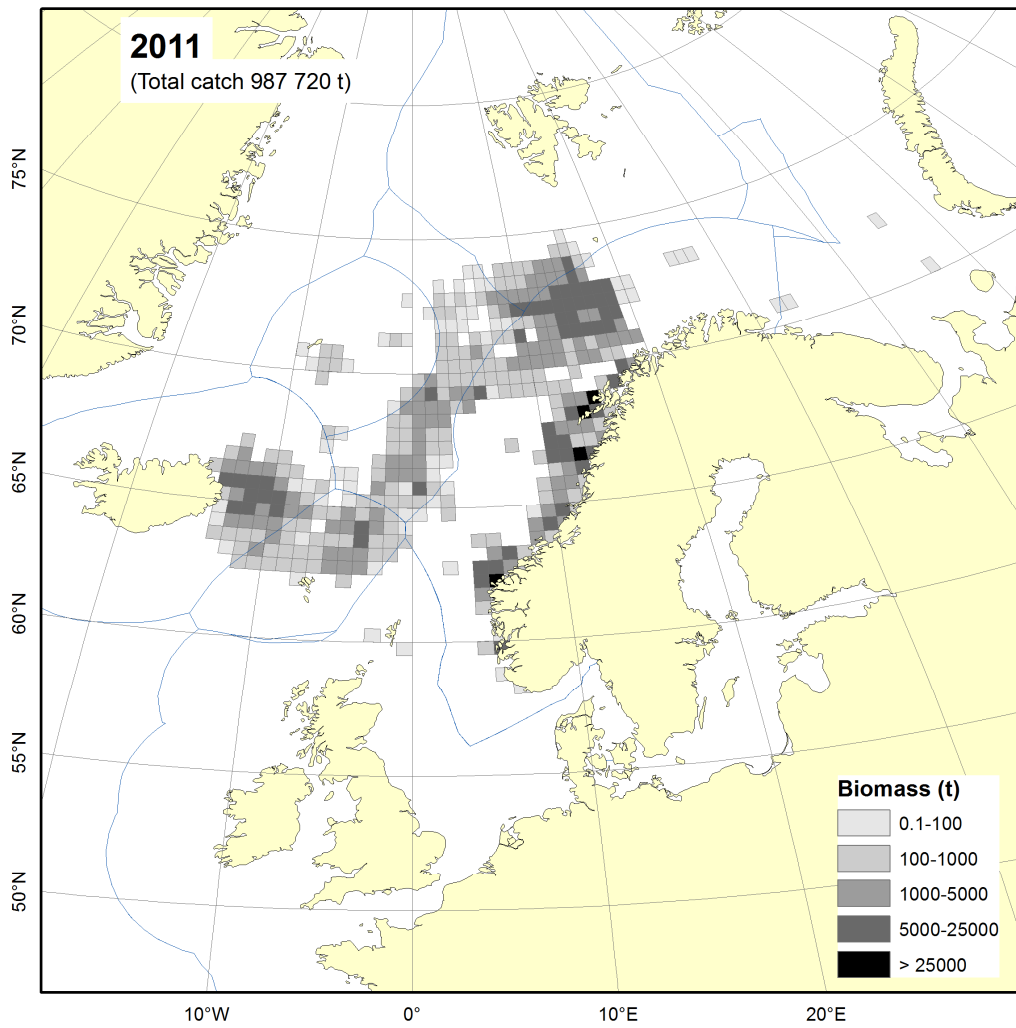 2011
(Total catch 987 720 t)
75°N
70°N
65°N
60°N
55°N
50°N
10°W
0°
10°E
20°E
Biomass (t)
0.1-100
100-1000
1000-5000
5000-25000
> 25000